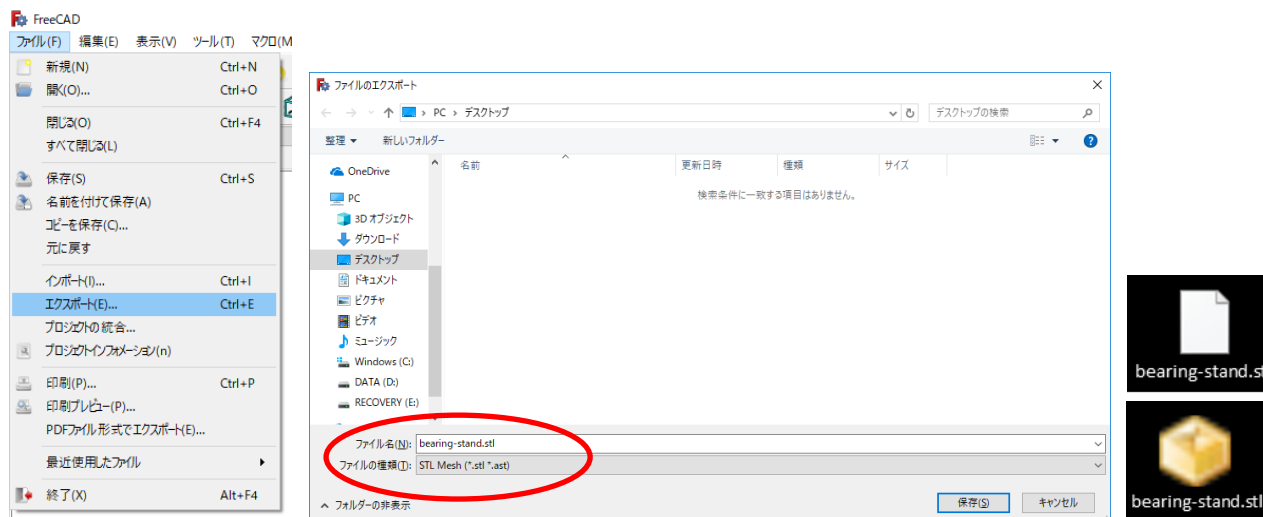 FreeCAD
ファイル(F) 編集(E) 表示(V) ツール(T) マクロ(M
新規(N) Ctrl+N
開く(O)... Ctrl+O
閉じる(O) Ctrl+F4
すべて閉じる(L)
保存(S) Ctrl+S
名前を付けて保存(A)
コピーを保存(C)...
元に戻す
インポート(I)... Ctrl+I
エクスポート(E)... Ctrl+E
プロジェクトの統合...
プロジェクトインフォメーション(n)
印刷(P)... Ctrl+P
印刷プレビュー(P)...
PDFファイル形式でエクスポート(E)...
最近使用したファイル
終了(X) Alt+F4
ファイルのエクスポート
PC › デスクトップ
デスクトップの検索
整理 新しいフォルダー
名前 更新日時 種類 サイズ
検索条件に一致する項目はありません。
OneDrive
PC
3D オブジェクト
ダウンロード
デスクトップ
ドキュメント
ピクチャ
ビデオ
ミュージック
Windows (C:)
DATA (D:)
RECOVERY (E:)
ファイル名(N): bearing-stand.stl
ファイルの種類(T): STL Mesh (*.stl *.ast)
フォルダーの非表示
保存(S) キャンセル
bearing-stand.st
bearing-stand.stl